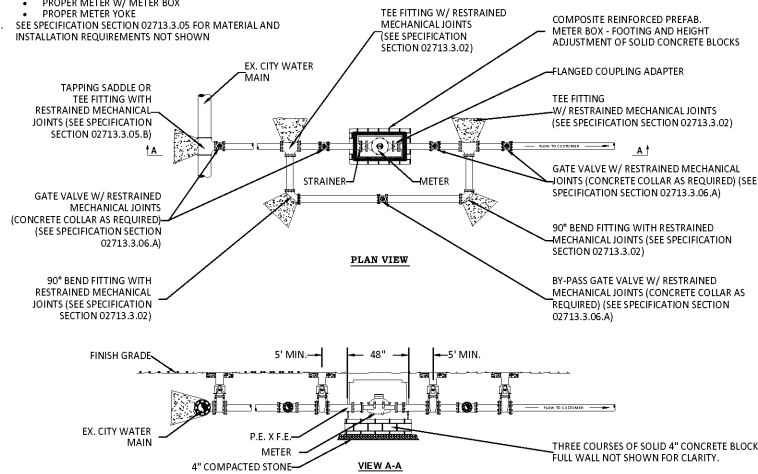 • PROPER METER W/ METER BOX
• PROPER METER YOKE
. SEE SPECIFICATION SECTION 02713.3.05 FOR MATERIAL AND
INSTALLATION REQUIREMENTS NOT SHOWN
TEE FITTING W/ RESTRAINED
MECHANICAL JOINTS
(SEE SPECIFICATION
SECTION 02713.3.02)
COMPOSITE REINFORCED PREFAB.
METER BOX - FOOTING AND HEIGHT
ADJUSTMENT OF SOLID CONCRETE BLOCKS
EX. CITY WATER
MAIN
FLANGED COUPLING ADAPTER
TAPPING SADDLE OR
TEE FITTING WITH
RESTRAINED MECHANICAL
JOINTS (SEE SPECIFICATION
SECTION 02713.3.05.B)
TEE FITTING
W/ RESTRAINED MECHANICAL JOINTS
(SEE SPECIFICATION SECTION 02713.3.02)
A
FLOW TO CUSTOMER
A
STRAINER
METER
GATE VALVE W/ RESTRAINED MECHANICAL
JOINTS (CONCRETE COLLAR AS REQUIRED) (SEE
SPECIFICATION SECTION 02713.3.06.A)
GATE VALVE W/ RESTRAINED
MECHANICAL JOINTS
(CONCRETE COLLAR AS REQUIRED)
(SEE SPECIFICATION SECTION
02713.3.06.A)
90° BEND FITTING WITH RESTRAINED
MECHANICAL JOINTS (SEE SPECIFICATION
SECTION 02713.3.02)
PLAN VIEW
90° BEND FITTING WITH
RESTRAINED MECHANICAL
JOINTS (SEE SPECIFICATION
SECTION 02713.3.02)
BY-PASS GATE VALVE W/ RESTRAINED
MECHANICAL JOINTS (CONCRETE COLLAR AS
REQUIRED) (SEE SPECIFICATION SECTION
02713.3.06.A)
FINISH GRADE
5' MIN.
48"
5' MIN.
FLOW TO CUSTOMER
EX. CITY WATER
MAIN
P.E. X F.E.
METER
4" COMPACTED STONE
VIEW A-A
THREE COURSES OF SOLID 4" CONCRETE BLOCK
FULL WALL NOT SHOWN FOR CLARITY.